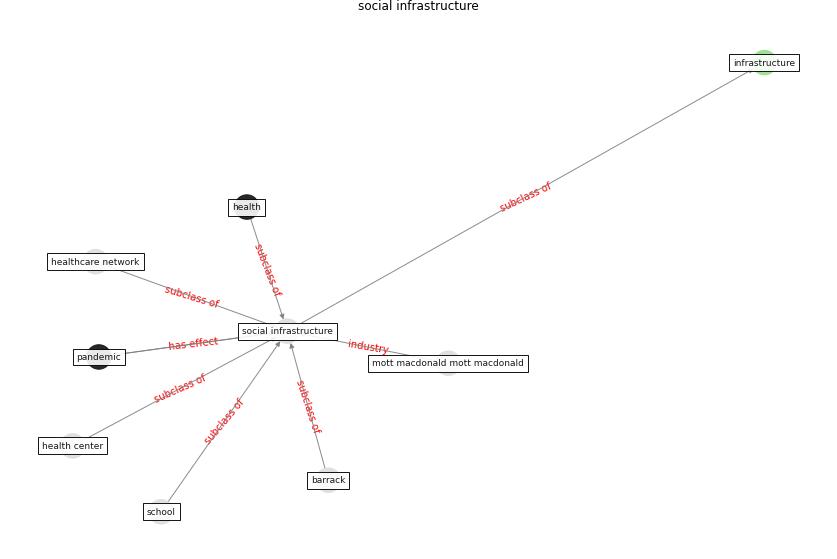 social infrastructure
infrastructure
subclass of
health
subclass of
healthcare network
subclass of
social infrastructure
has effect
pandemic
industry
mott macdonald mott macdonald
subclass of
subclass of
subclass of
health center
barrack
school